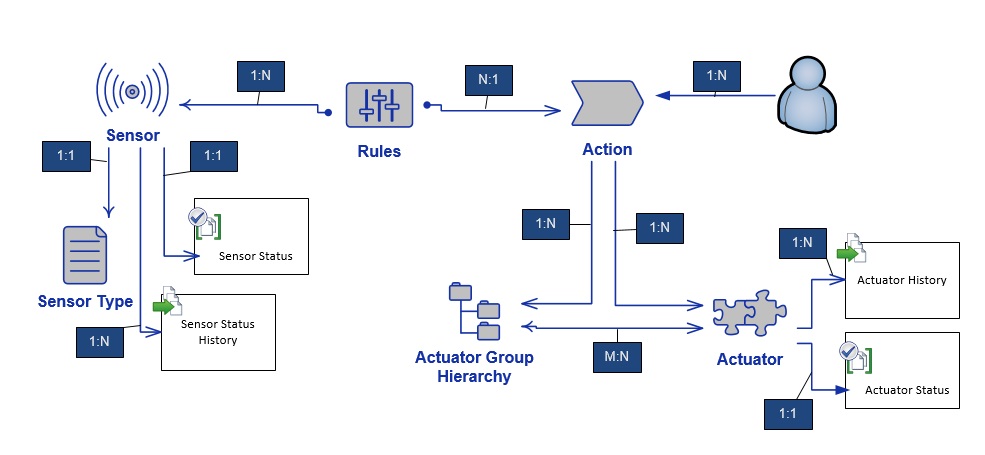 1:N
N:1
1:N
Sensor
Rules
Action
1:1
1:1
1:N
1:N
Sensor Status
1:N
Actuator History
Sensor Type
Sensor Status
History
1:N
Actuator Group
Hierarchy
M:N
Actuator
Actuator Status
1:1